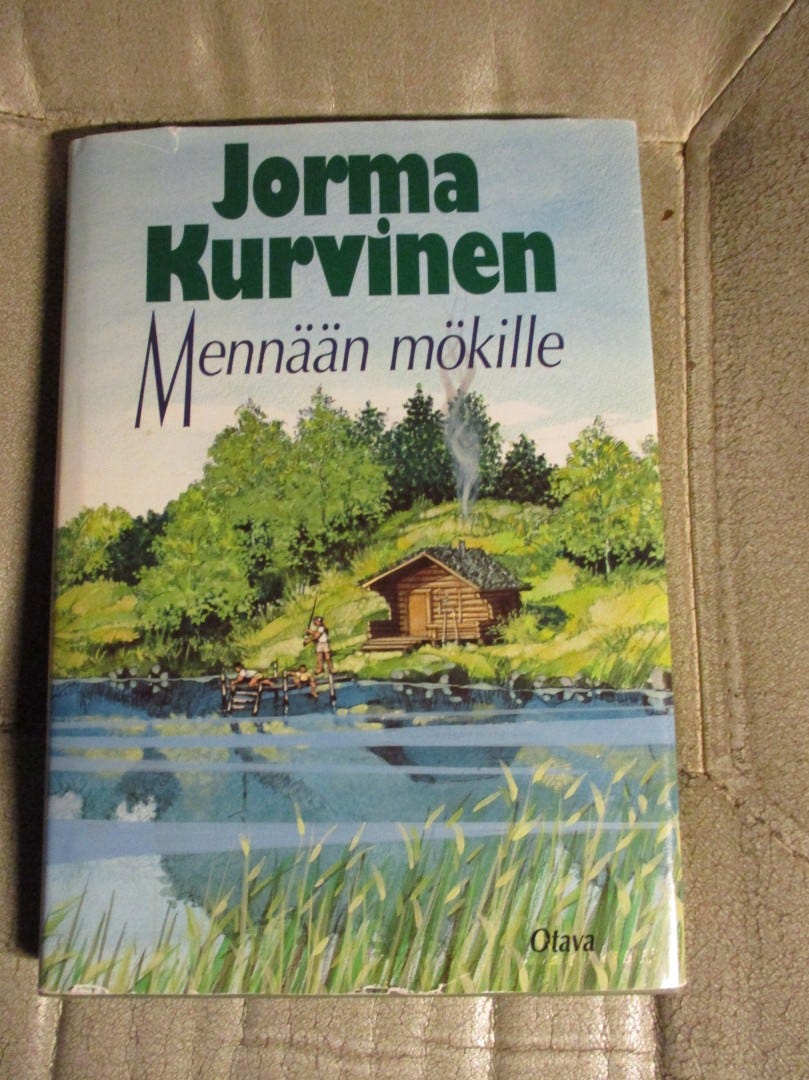 Jorma
Kurvinen
Mennään mökille
Otava